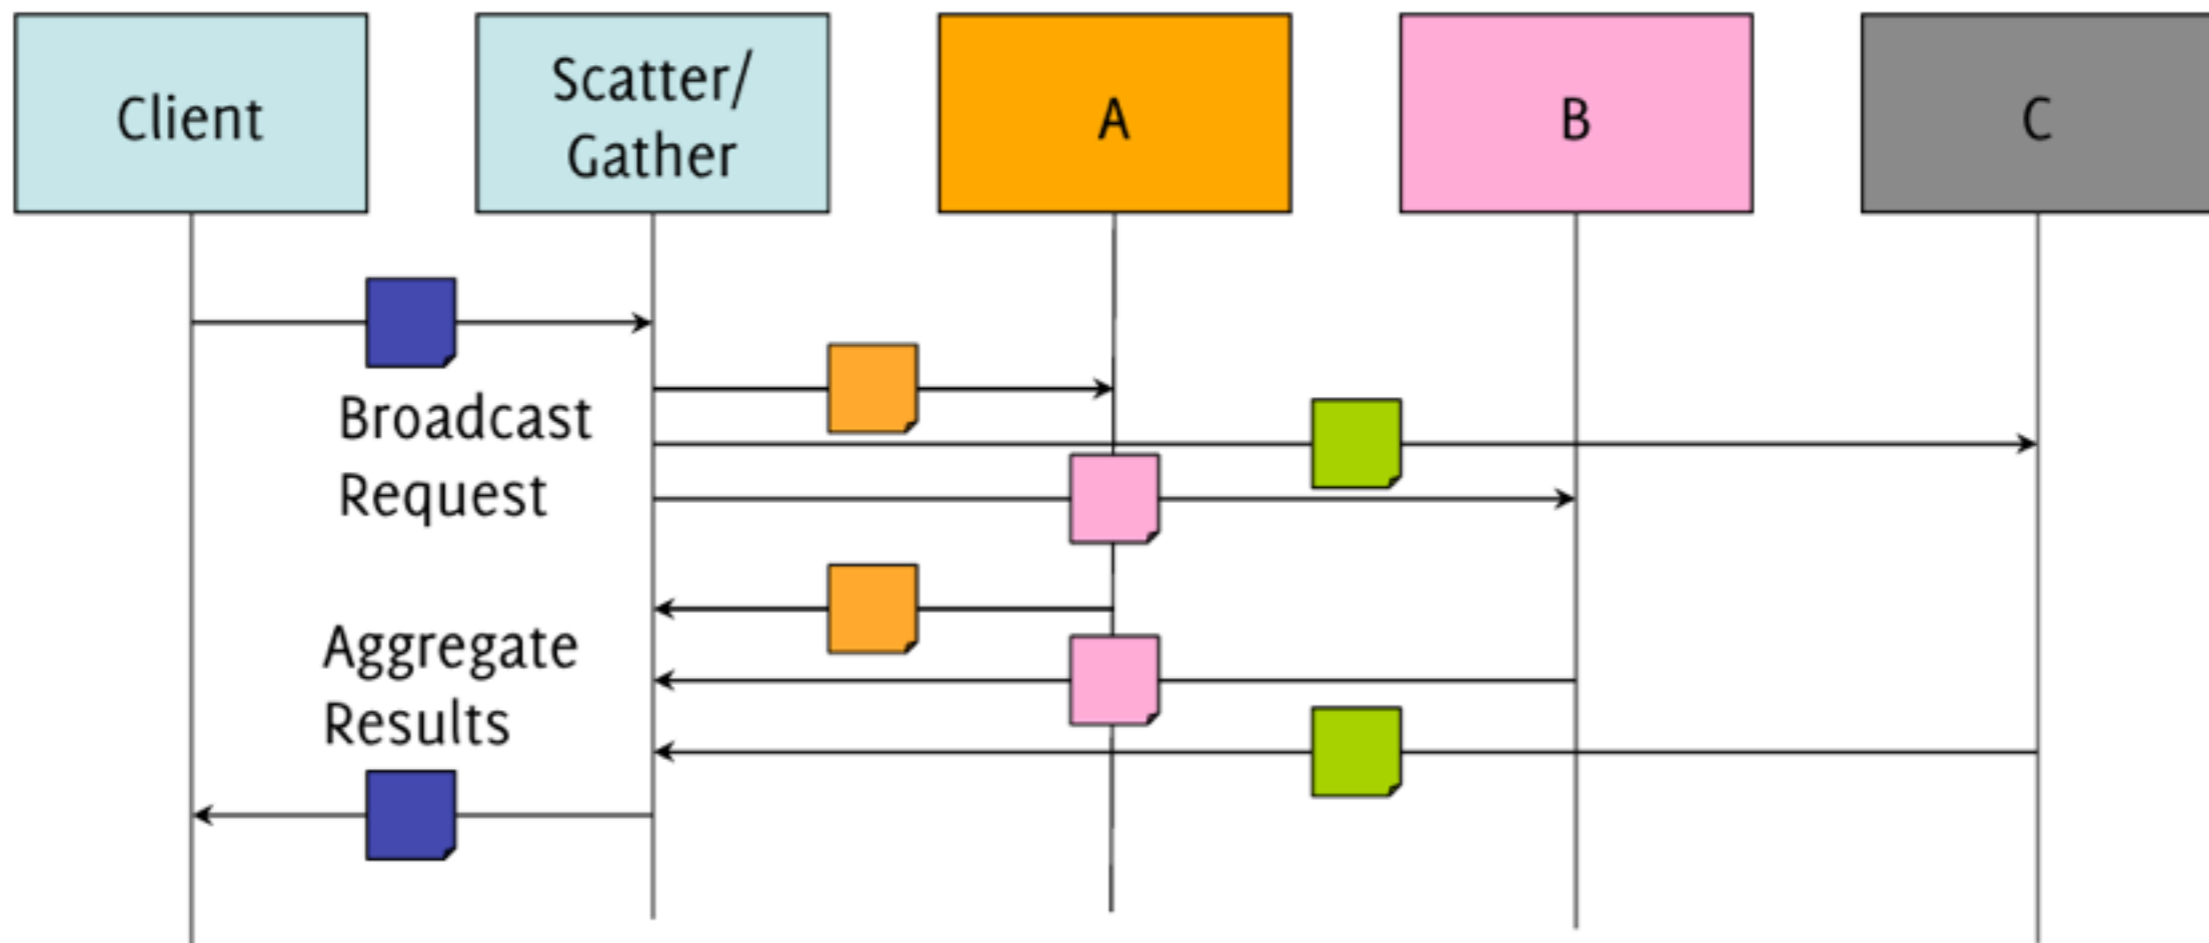 Client
Scatter/
Gather
A
B
C
Broadcast
Request
Aggregate
Results